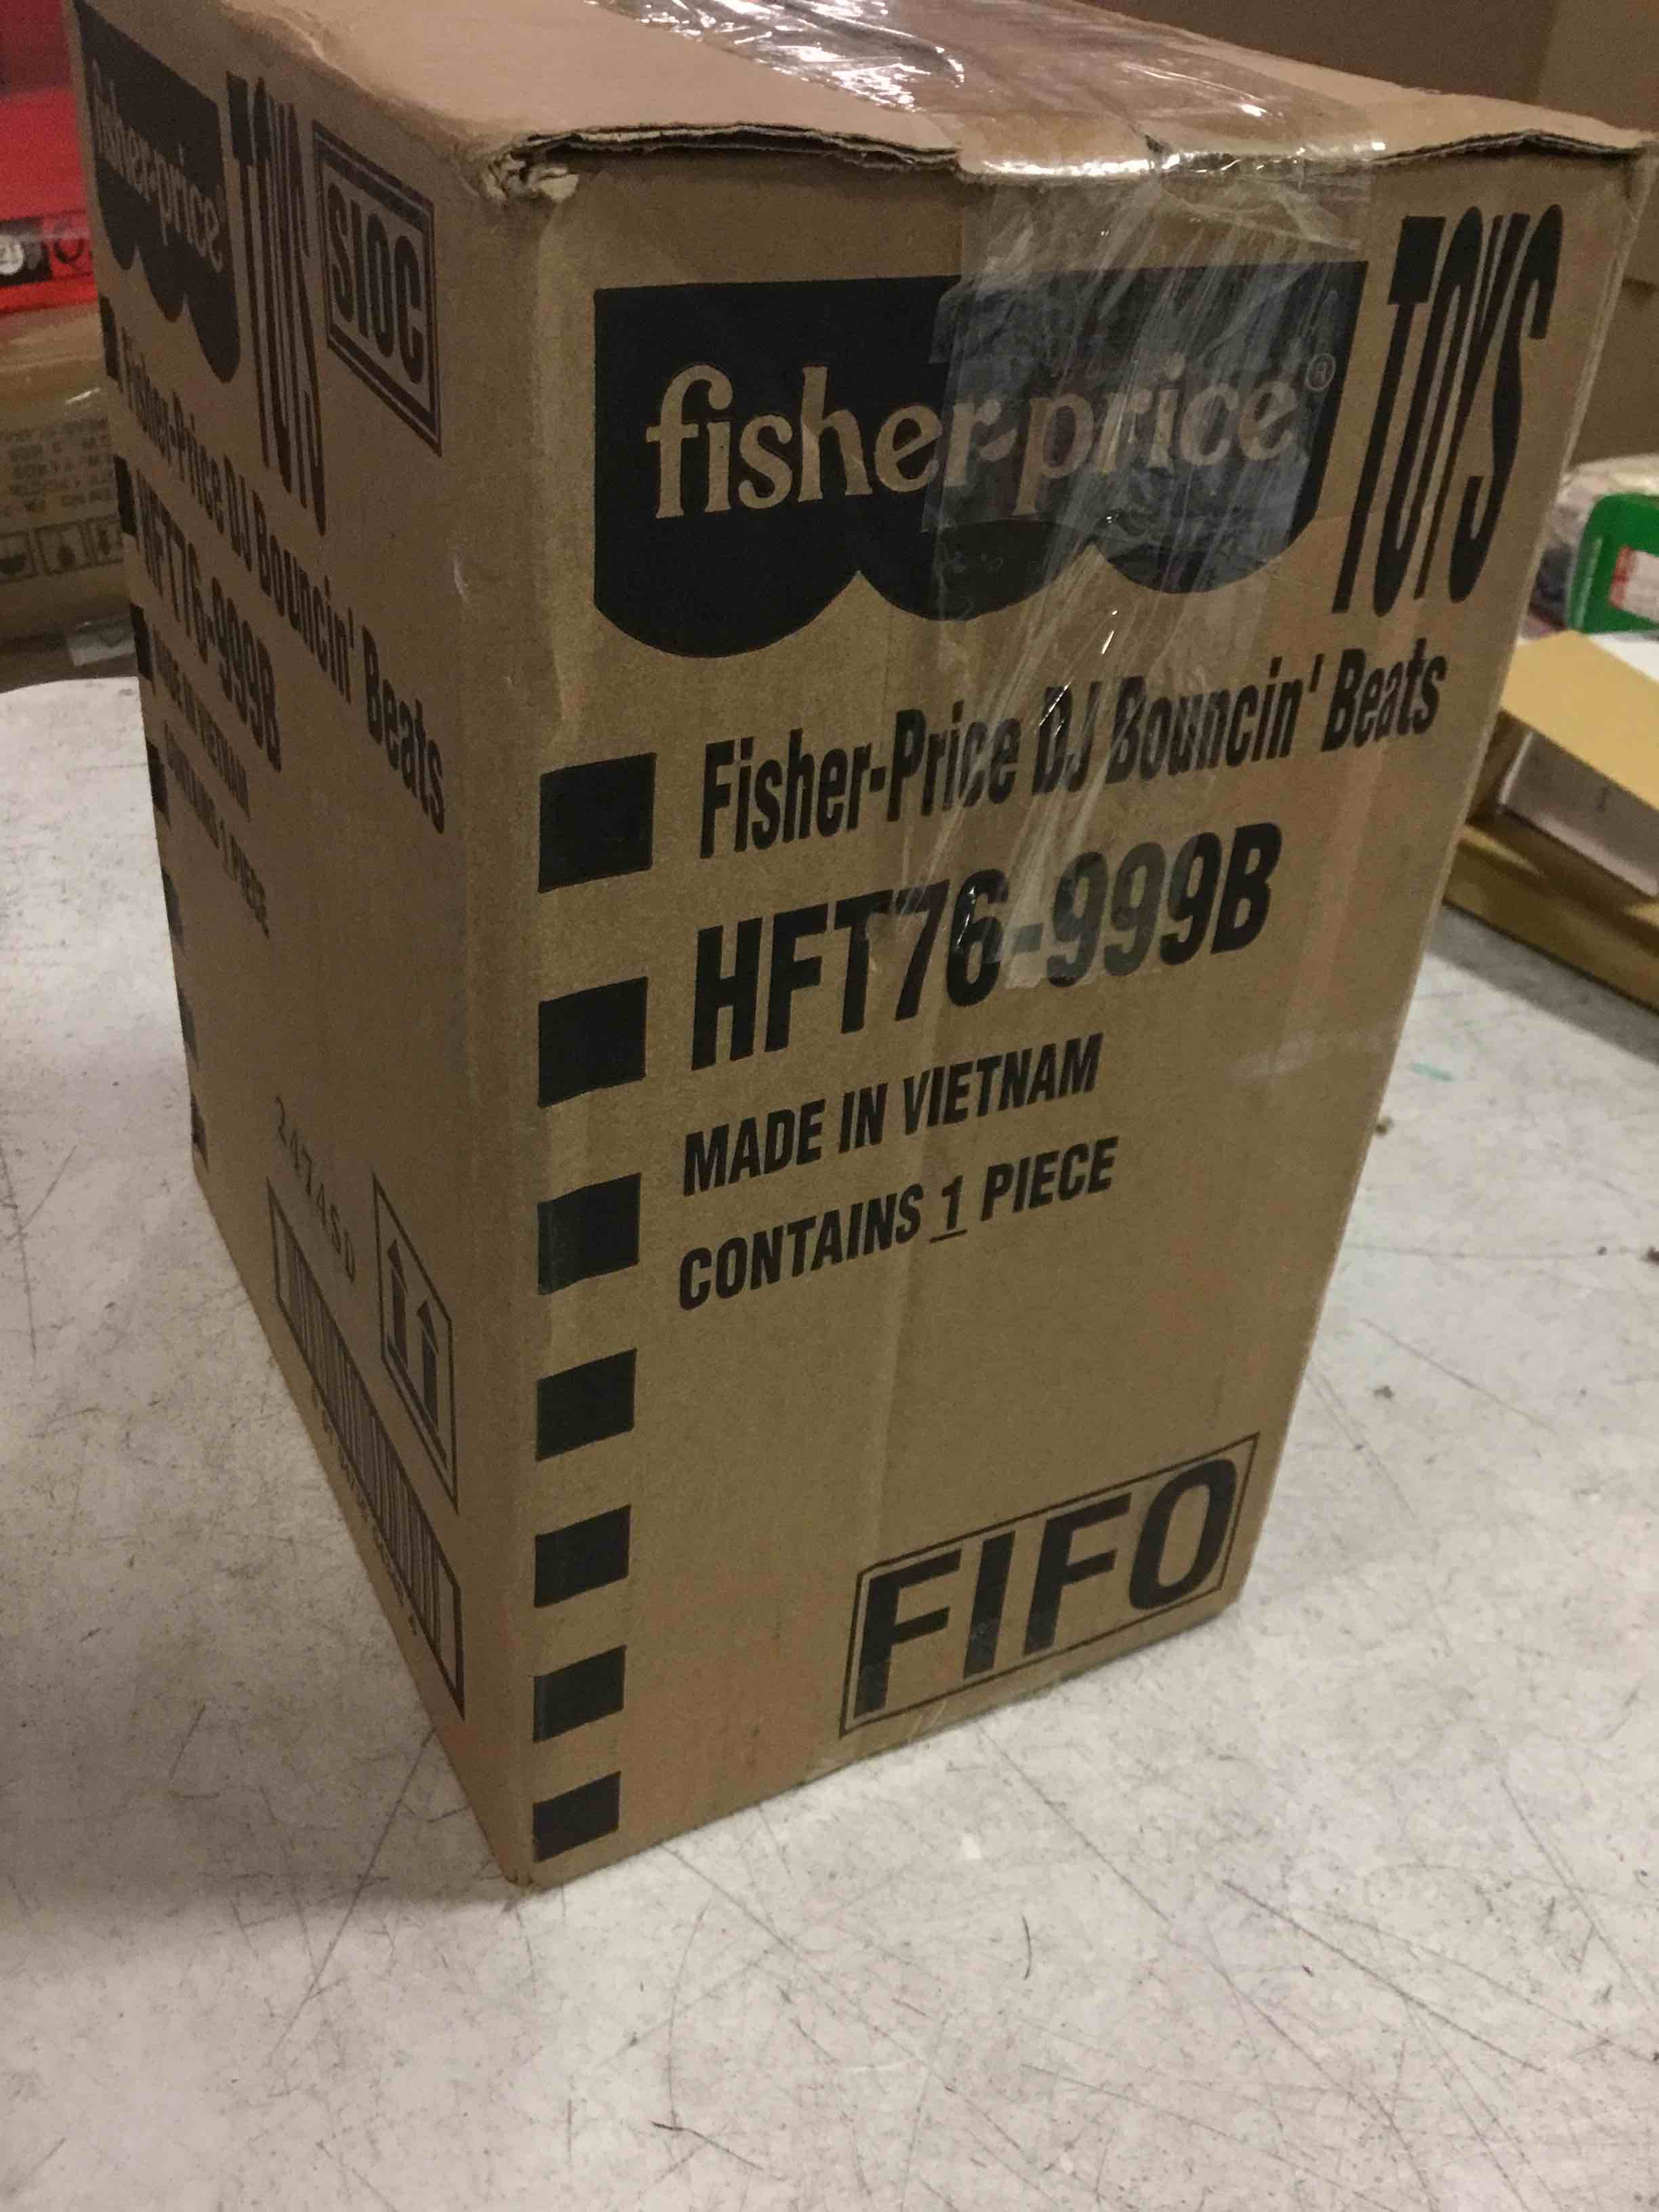 fisher-price
TOYS
SIOC
Fisher-Price DJ Bouncin' Beats
HFT76-999B
MADE IN VIETNAM
CONTAINS 1 PIECE
2474SD
fisher-price®
TOYS
Fisher-Price DJ Bouncin' Beats
HFT76-999B
MADE IN VIETNAM
CONTAINS 1 PIECE
FIFO